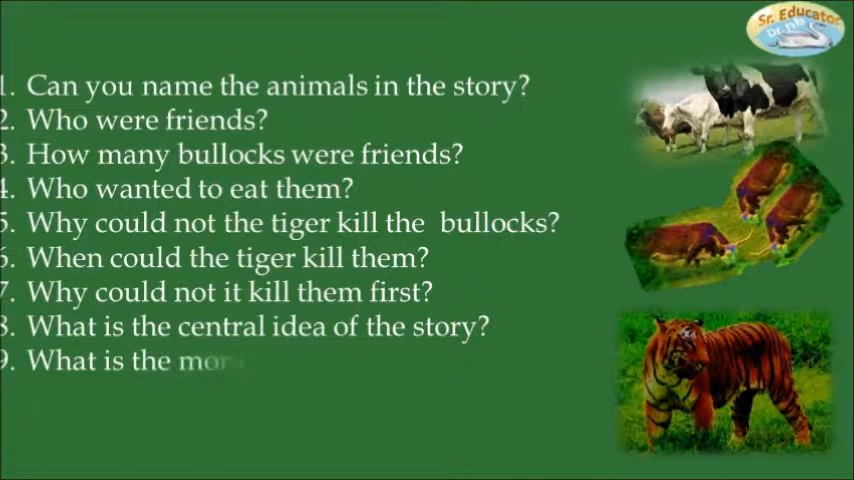 Sr. Educator
1. Can you name the animals in the story?
2. Who were friends?
3. How many bullocks were friends?
4. Who wanted to eat them?
5. Why could not the tiger kill the bullocks?
6. When could the tiger kill them?
7. Why could not it kill them first?
8. What is the central idea of the story?
9. What is the mor